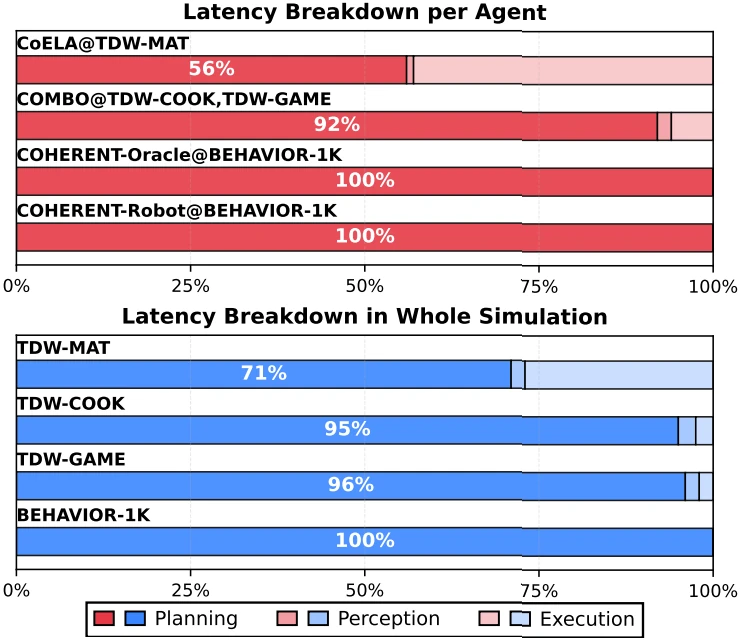 Latency Breakdown per Agent
CoELA@TDW-MAT
56%
COMBO@TDW-COOK,TDW-GAME
92%
COHERENT-Oracle@BEHAVIOR-1K
100%
COHERENT-Robot@BEHAVIOR-1K
100%
0% 25% 50% 75% 100%
Latency Breakdown in Whole Simulation
TDW-MAT
71%
TDW-COOK
95%
TDW-GAME
96%
BEHAVIOR-1K
100%
0% 25% 50% 75% 100%
Planning Perception Execution